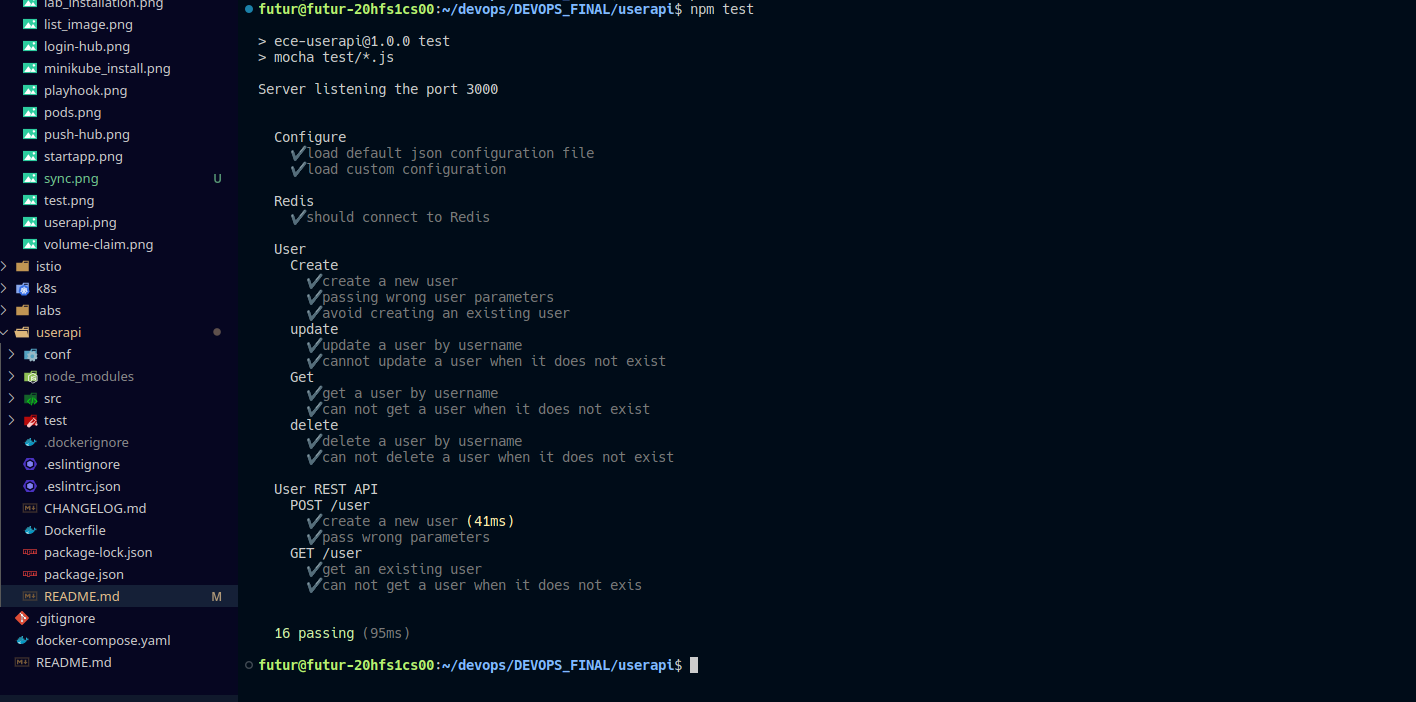 lab_installation.png
list_image.png
login-hub.png
minikube_install.png
playhook.png
pods.png
push-hub.png
startapp.png
sync.png U
test.png
userapi.png
volume-claim.png
istio
k8s
labs
userapi
conf
node_modules
src
test
.dockerignore
.eslintignore
.eslintrc.json
CHANGELOG.md
Dockerfile
package-lock.json
package.json
README.md M
.gitignore
docker-compose.yaml
README.md
futur@futur-20hfs1cs00:~/devops/DEVOPS_FINAL/userapi$ npm test
> ece-userapi@1.0.0 test
> mocha test/*.js
Server listening the port 3000
Configure
✓load default json configuration file
✓load custom configuration
Redis
✓should connect to Redis
User
Create
✓create a new user
✓passing wrong user parameters
✓avoid creating an existing user
update
✓update a user by username
✓cannot update a user when it does not exist
Get
✓get a user by username
✓can not get a user when it does not exist
delete
✓delete a user by username
✓can not delete a user when it does not exist
User REST API
POST /user
✓create a new user (41ms)
✓pass wrong parameters
GET /user
✓get an existing user
✓can not get a user when it does not exis
16 passing (95ms)
futur@futur-20hfs1cs00:~/devops/DEVOPS_FINAL/userapi$